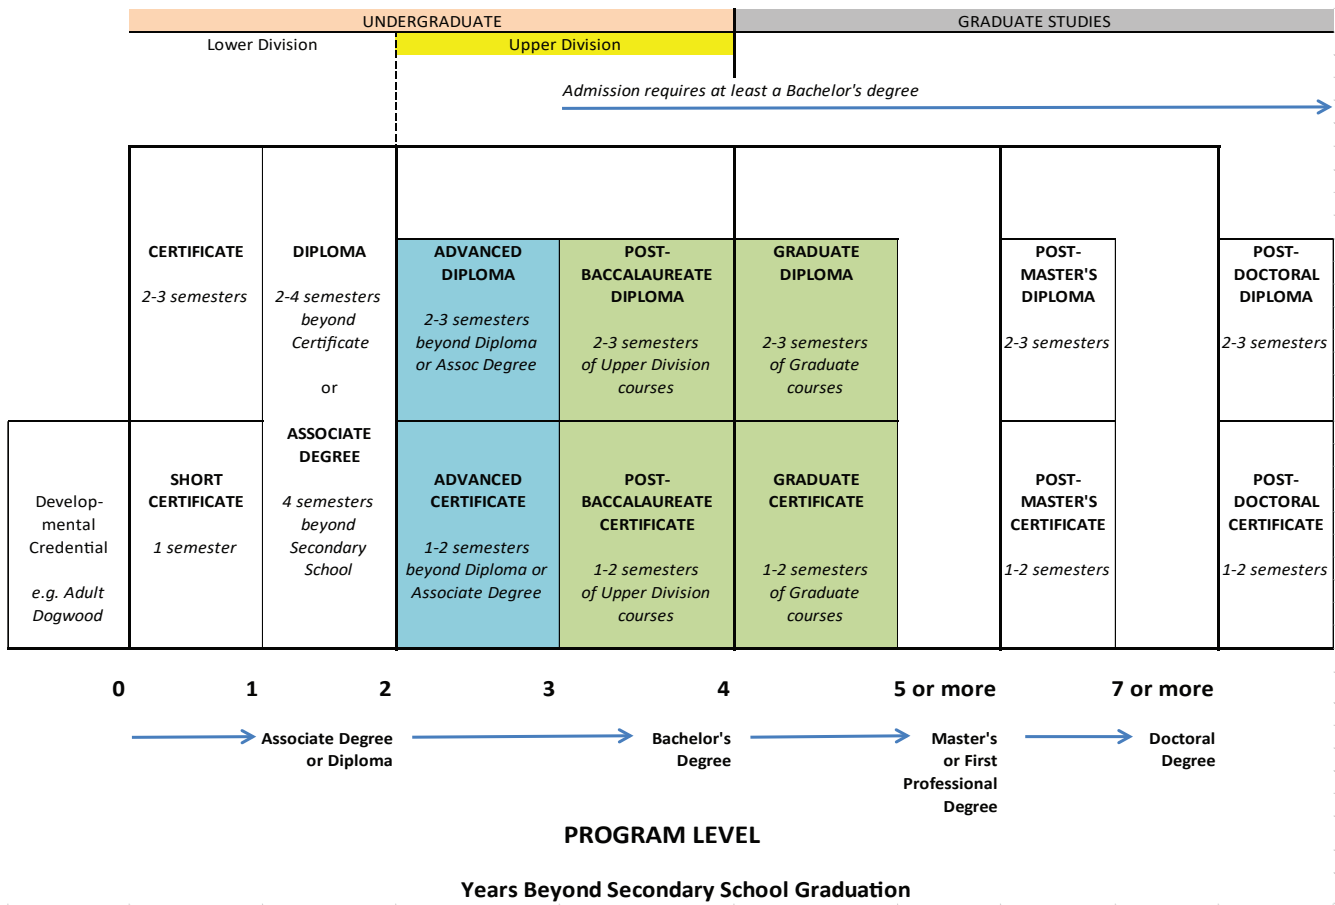 UNDERGRADUATE
GRADUATE STUDIES
Lower Division
Upper Division
Admission requires at least a Bachelor's degree
CERTIFICATE
2-3 semesters
DIPLOMA
2-4 semesters
beyond
Certificate
or
ASSOCIATE
DEGREE
4 semesters
beyond
Secondary
School
ADVANCED
DIPLOMA
2-3 semesters
beyond Diploma
or Assoc Degree
POST-
BACCALAUREATE
DIPLOMA
2-3 semesters
of Upper Division
courses
GRADUATE
DIPLOMA
2-3 semesters
of Graduate
courses
POST-
MASTER'S
DIPLOMA
2-3 semesters
POST-
DOCTORAL
DIPLOMA
2-3 semesters
Develop-
mental
Credential
e.g. Adult
Dogwood
SHORT
CERTIFICATE
1 semester
ADVANCED
CERTIFICATE
1-2 semesters
beyond Diploma or
Associate Degree
POST-
BACCALAUREATE
CERTIFICATE
1-2 semesters
of Upper Division
courses
GRADUATE
CERTIFICATE
1-2 semesters
of Graduate
courses
POST-
MASTER'S
CERTIFICATE
1-2 semesters
POST-
DOCTORAL
CERTIFICATE
1-2 semesters
0
1
2
3
4
5 or more
7 or more
Associate Degree
or Diploma
Bachelor's
Degree
Master's
or First
Professional
Degree
Doctoral
Degree
PROGRAM LEVEL
Years Beyond Secondary School Graduation